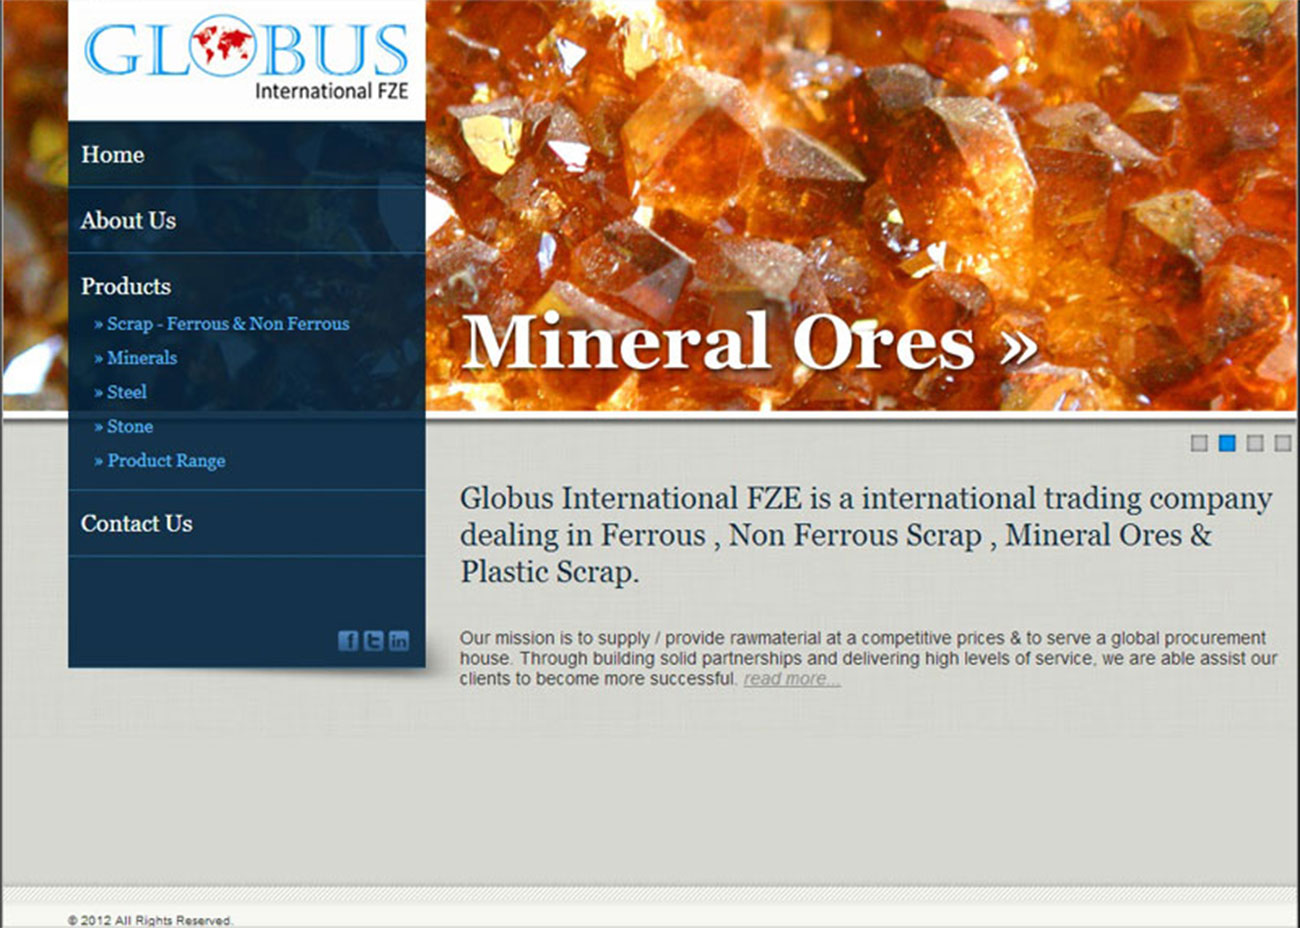 GLOBUS
International FZE
Home
About Us
Products
» Scrap - Ferrous & Non Ferrous
» Minerals
» Steel
» Stone
» Product Range
Contact Us
Mineral Ores »
Globus International FZE is a international trading company
dealing in Ferrous , Non Ferrous Scrap , Mineral Ores &
Plastic Scrap.
Our mission is to supply / provide rawmaterial at a competitive prices & to serve a global procurement
house. Through building solid partnerships and delivering high levels of service, we are able assist our
clients to become more successful. read more...
© 2012 All Rights Reserved.